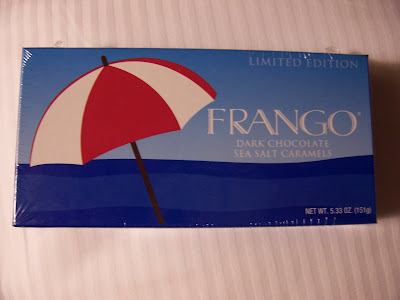 LIMITED EDITION
FRANGO®
DARK CHOCOLATE
SEA SALT CARAMELS
NET WT. 5.33 OZ. (151g)